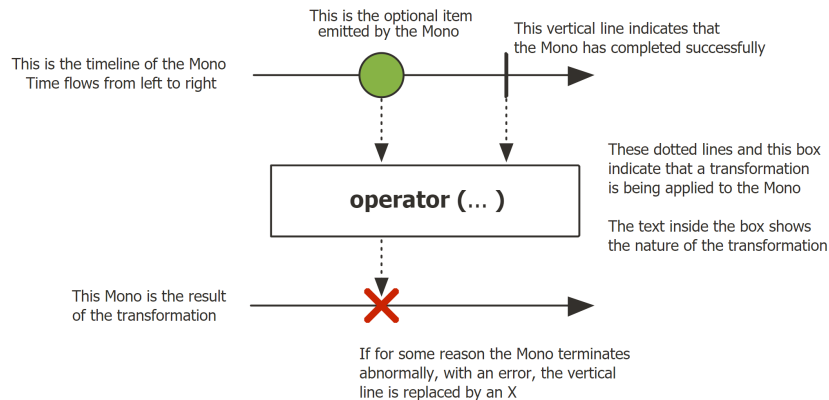 This is the optional item
emitted by the Mono
This vertical line indicates that
the Mono has completed successfully
This is the timeline of the Mono
Time flows from left to right
These dotted lines and this box
indicate that a transformation
is being applied to the Mono
operator (... )
The text inside the box shows
the nature of the transformation
This Mono is the result
of the transformation
If for some reason the Mono terminates
abnormally, with an error, the vertical
line is replaced by an X